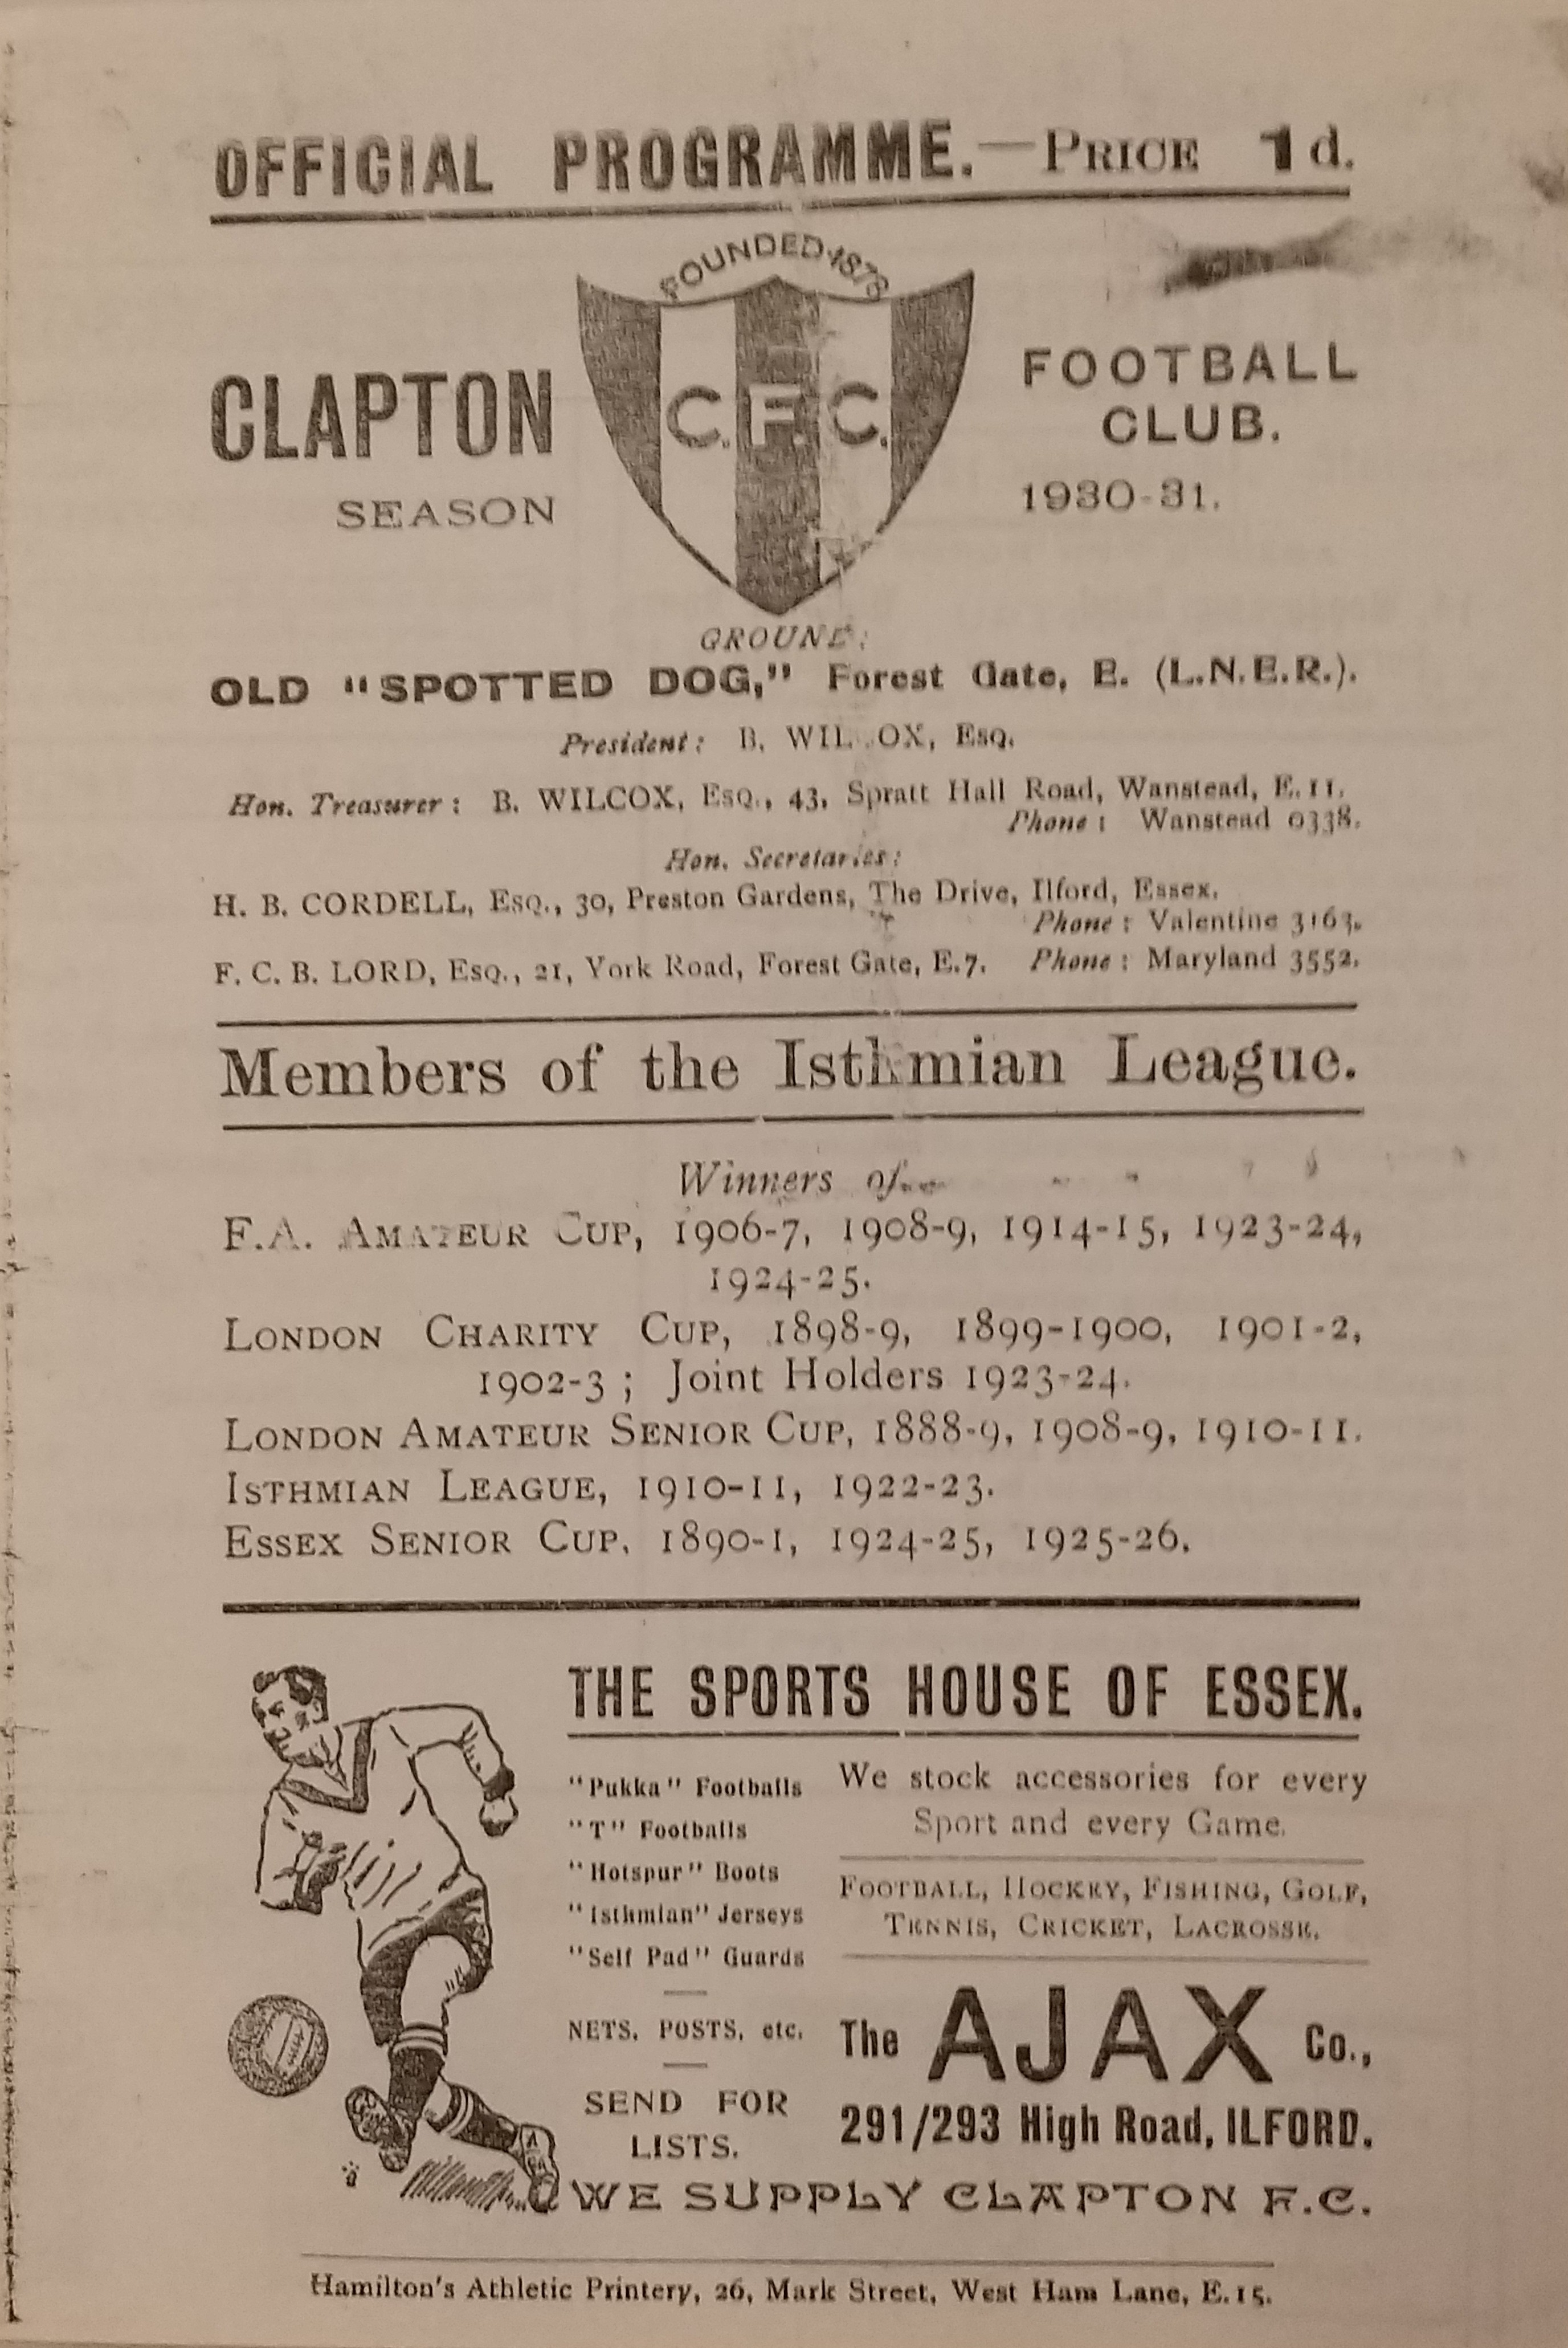 OFFICIAL PROGRAMME.—PRICE 1d.
FOUNDED 1878
CLAPTON
C.F.C.
FOOTBALL
CLUB.
SEASON
1930-31.
GROUND:
OLD "SPOTTED DOG," Forest Gate, E. (L.N.E.R.).
President: B. WIL OX, ESQ.
Hon. Treasurer: B. WILCOX, ESQ., 43, Spratt Hall Road, Wanstead, E.11.
Phone: Wanstead 0338.
Hon. Secretaries:
H. B. CORDELL, ESQ., 30, Preston Gardens, The Drive, Ilford, Essex.
Phone: Valentine 3163.
F. C. B. LORD, ESQ., 21, York Road, Forest Gate, E.7. Phone: Maryland 3552.
Members of the Isthmian League.
Winners of
F.A. AMATEUR CUP, 1906-7, 1908-9, 1914-15, 1923-24,
1924-25.
LONDON CHARITY CUP, 1898-9, 1899-1900, 1901-2,
1902-3; Joint Holders 1923-24.
LONDON AMATEUR SENIOR CUP, 1888-9, 1908-9, 1910-11.
ISTHMIAN LEAGUE, 1910-11, 1922-23.
ESSEX SENIOR CUP, 1890-1, 1924-25, 1925-26.
THE SPORTS HOUSE OF ESSEX.
"Pukka" Footballs
"T" Footballs
"Hotspur" Boots
"Isthmian" Jerseys
"Self Pad" Guards
NETS, POSTS, etc.
SEND FOR
LISTS.
We stock accessories for every
Sport and every Game.
FOOTBALL, HOCKEY, FISHING, GOLF,
TENNIS, CRICKET, LACROSSE.
The AJAX Co.,
291/293 High Road, ILFORD.
WE SUPPLY CLAPTON F.C.
Hamilton's Athletic Printery, 26, Mark Street, West Ham Lane, E.15.